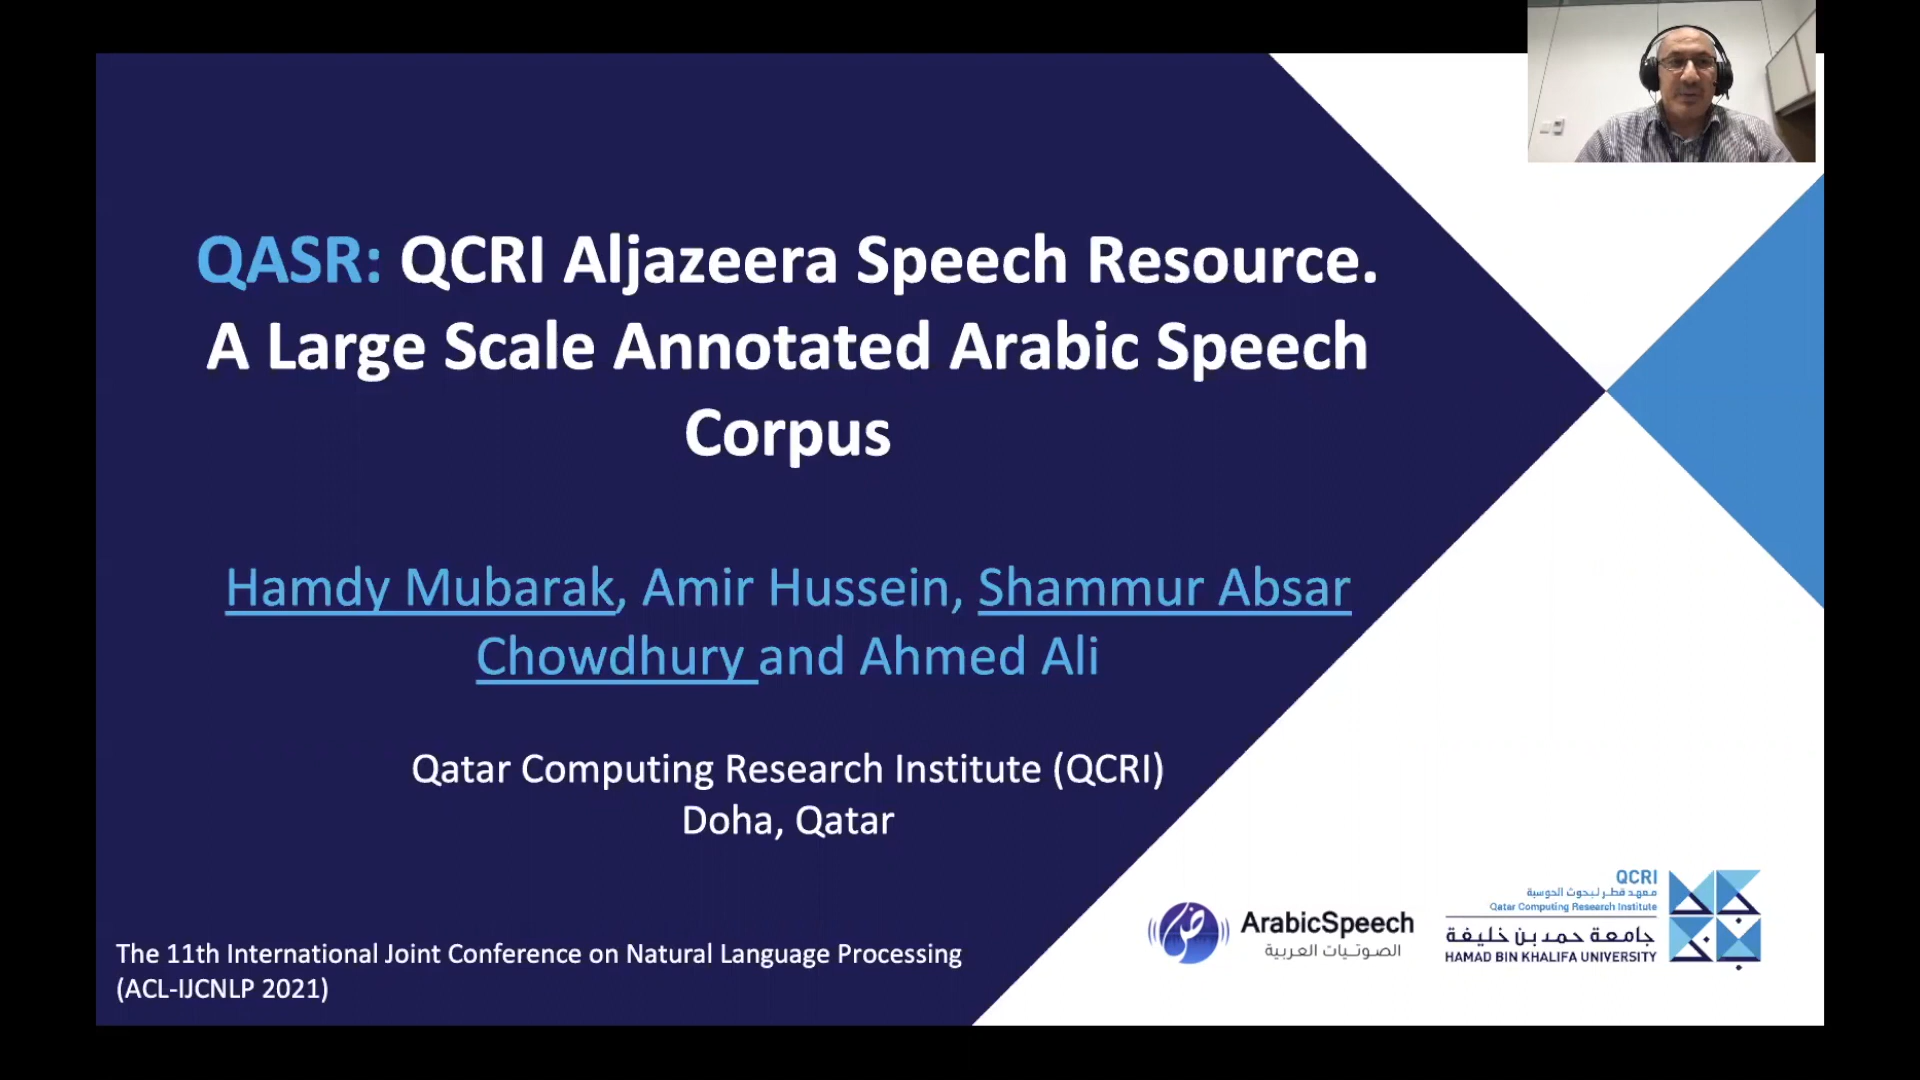 QASR: QCRI Aljazeera Speech Resource.
A Large Scale Annotated Arabic Speech
Corpus
Hamdy Mubarak, Amir Hussein, Shammur Absar
Chowdhury and Ahmed Ali
Qatar Computing Research Institute (QCRI)
Doha, Qatar
The 11th International Joint Conference on Natural Language Processing
(ACL-IJCNLP 2021)
ArabicSpeech
الصوتيات العربية
QCRI
معهد قطر لبحوث الحوسبة
Qatar Computing Research Institute
جامعة حمد بن خليفة
HAMAD BIN KHALIFA UNIVERSITY